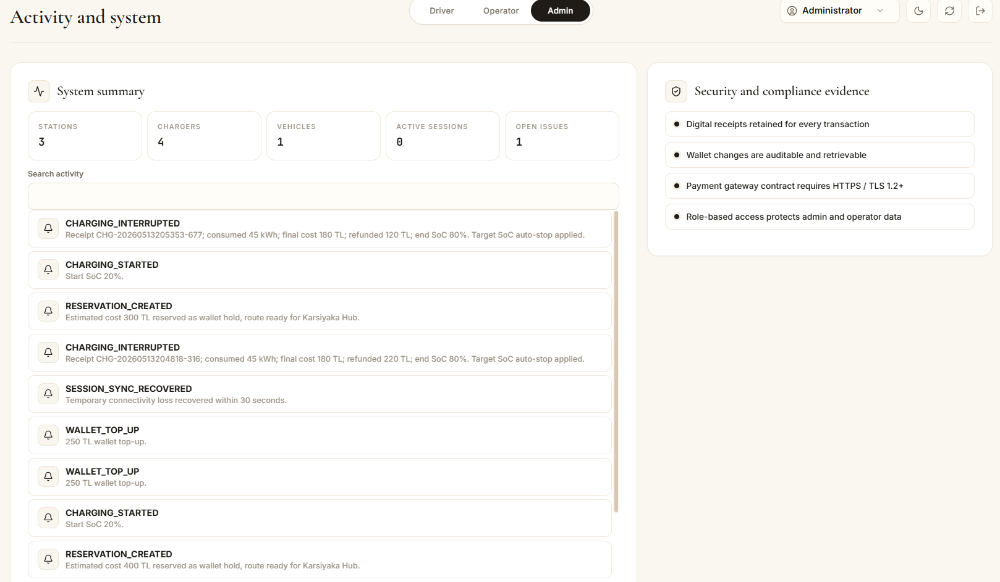 Activity and system
Driver
Operator
Admin
Administrator
System summary
STATIONS
3
CHARGERS
4
VEHICLES
1
ACTIVE SESSIONS
0
OPEN ISSUES
1
Search activity
CHARGING_INTERRUPTED
Receipt CHG-20260513205353-677; consumed 45 kWh; final cost 180 TL; refunded 120 TL; end SoC 80%. Target SoC auto-stop applied.
CHARGING_STARTED
Start SoC 20%.
RESERVATION_CREATED
Estimated cost 300 TL reserved as wallet hold, route ready for Karsiyaka Hub.
CHARGING_INTERRUPTED
Receipt CHG-20260513204818-316; consumed 45 kWh; final cost 180 TL; refunded 220 TL; end SoC 80%. Target SoC auto-stop applied.
SESSION_SYNC_RECOVERED
Temporary connectivity loss recovered within 30 seconds.
WALLET_TOP_UP
250 TL wallet top-up.
WALLET_TOP_UP
250 TL wallet top-up.
CHARGING_STARTED
Start SoC 20%.
RESERVATION_CREATED
Estimated cost 400 TL reserved as wallet hold, route ready for Karsiyaka Hub.
Security and compliance evidence
Digital receipts retained for every transaction
Wallet changes are auditable and retrievable
Payment gateway contract requires HTTPS / TLS 1.2+
Role-based access protects admin and operator data